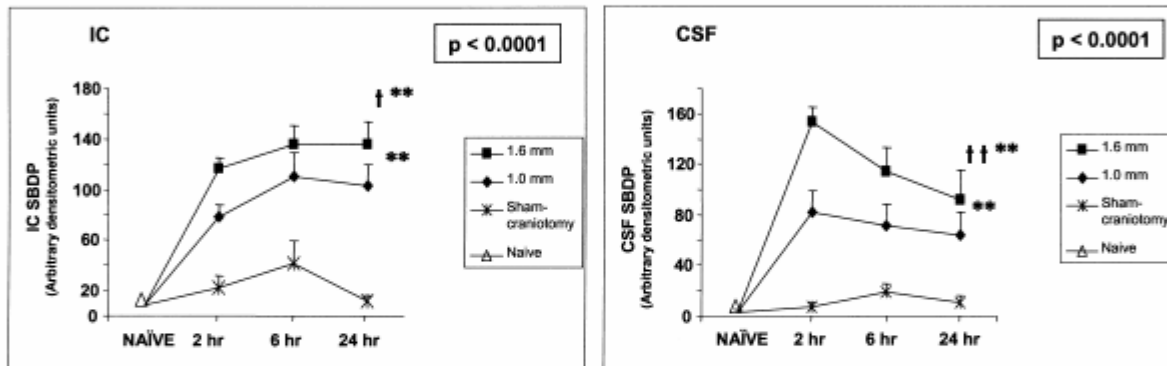 IC
p < 0.0001
IC SBDP
(Arbitrary densitometric units)
180
140
100
60
20
0
NAÏVE 2 hr 6 hr 24 hr
† **
**
1.6 mm
1.0 mm
Sham-
craniotomy
Naive
CSF
p < 0.0001
CSF SBDP
(Arbitrary densitometric units)
160
120
80
40
0
NAÏVE 2 hr 6 hr 24 hr
†† **
**
1.6 mm
1.0 mm
Sham-
craniotomy
Naive